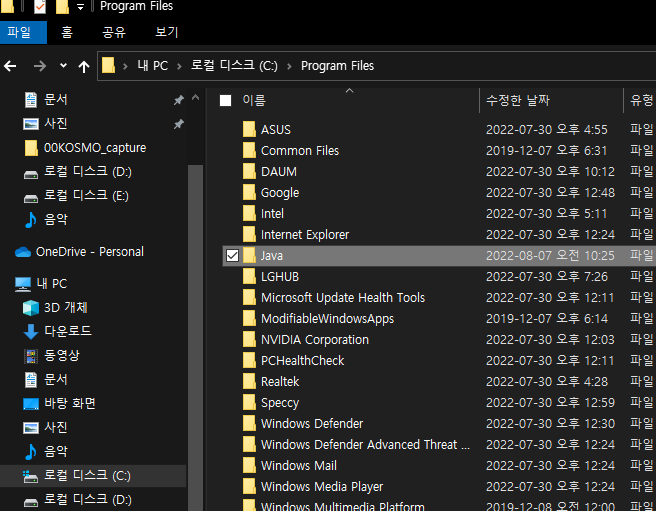 Program Files
파일 홈 공유 보기
내 PC 로컬 디스크 (C:) Program Files
문서
사진
00KOSMO_capture
로컬 디스크 (D:)
로컬 디스크 (E:)
음악
OneDrive - Personal
내 PC
3D 개체
다운로드
동영상
문서
바탕 화면
사진
음악
로컬 디스크 (C:)
로컬 디스크 (D:)
이름 수정한 날짜 유형
ASUS 2022-07-30 오후 4:55 파일
Common Files 2019-12-07 오후 6:31 파일
DAUM 2022-07-30 오후 10:12 파일
Google 2022-07-30 오후 12:48 파일
Intel 2022-07-30 오후 5:11 파일
Internet Explorer 2022-07-30 오후 12:24 파일
Java 2022-08-07 오전 10:25 파일
LGHUB 2022-07-30 오후 7:26 파일
Microsoft Update Health Tools 2022-07-30 오후 12:11 파일
ModifiableWindowsApps 2019-12-07 오후 6:14 파일
NVIDIA Corporation 2022-07-30 오후 12:03 파일
PCHealthCheck 2022-07-30 오후 12:11 파일
Realtek 2022-07-30 오후 4:28 파일
Speccy 2022-07-30 오후 12:59 파일
Windows Defender 2022-07-30 오후 12:24 파일
Windows Defender Advanced Threat ... 2022-07-30 오후 12:24 파일
Windows Mail 2022-07-30 오후 12:24 파일
Windows Media Player 2022-07-30 오후 12:24 파일
Windows Multimedia Platform 2019-12-08 오전 12:00 파일